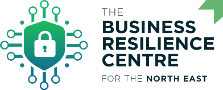 THE
BUSINESS
RESILIENCE
CENTRE
FOR THE NORTH EAST